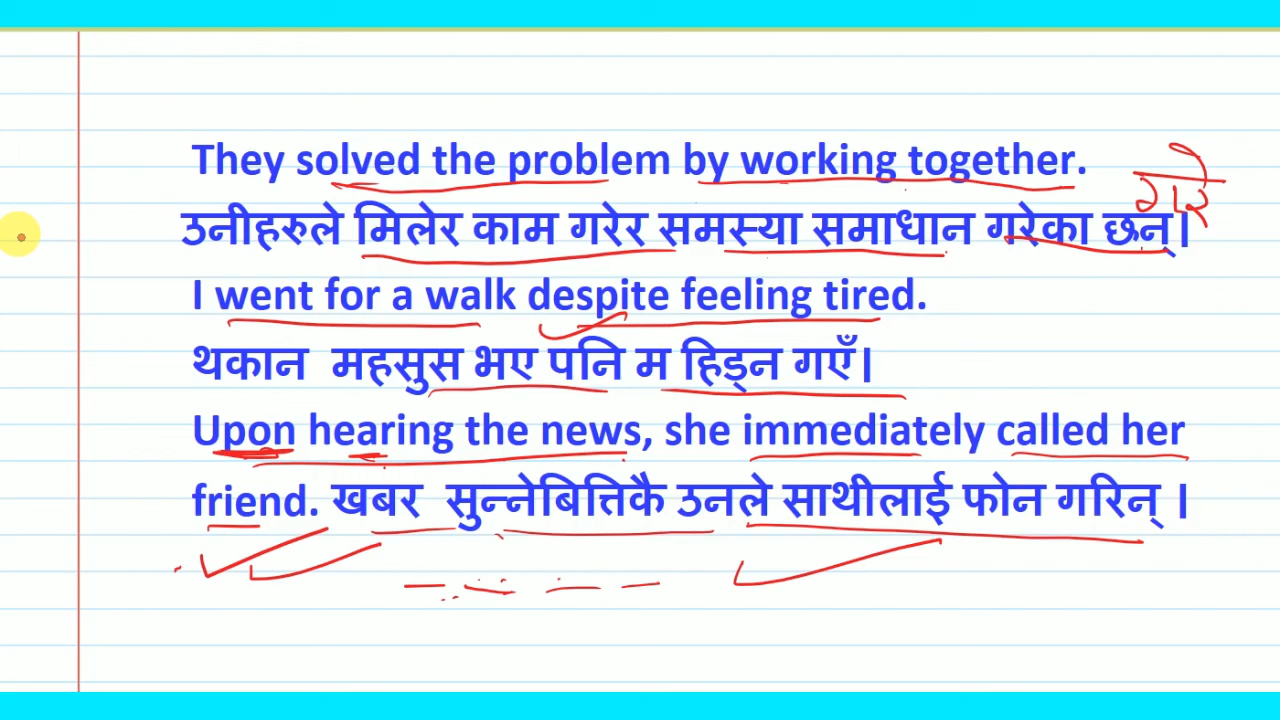 They solved the problem by working together.
गरे
उनीहरुले मिलेर काम गरेर समस्या समाधान गरेका छन्।
I went for a walk despite feeling tired.
थकान महसुस भए पनि म हिड्न गएँ।
Upon hearing the news, she immediately called her
friend. खबर सुन्नेबित्तिकै उनले साथीलाई फोन गरिन् ।